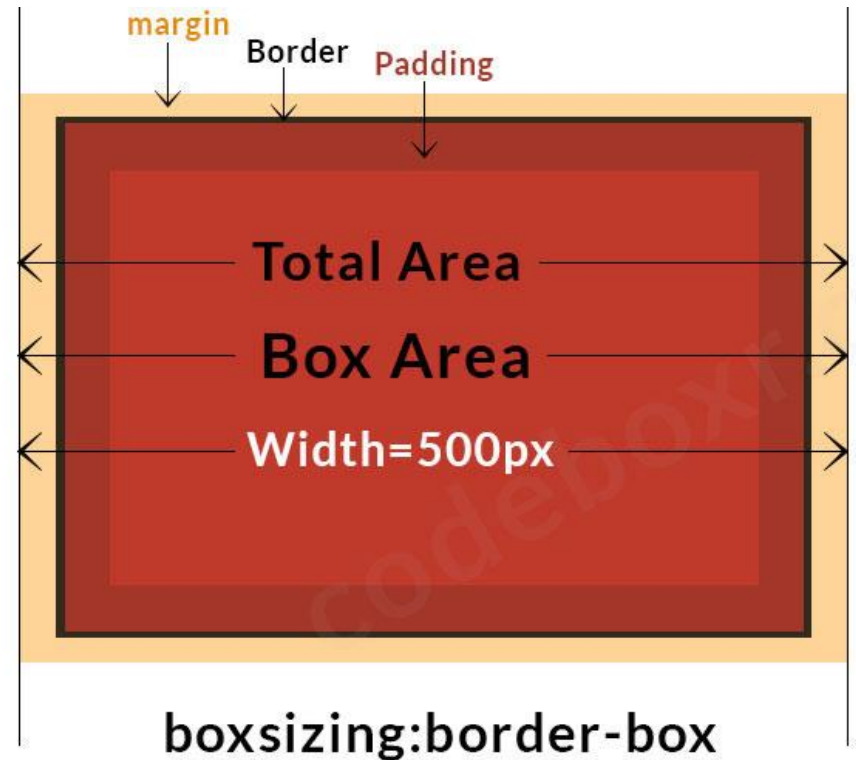 margin
Border
Padding
Total Area
Box Area
Width=500px
codeboxr
boxsizing:border-box